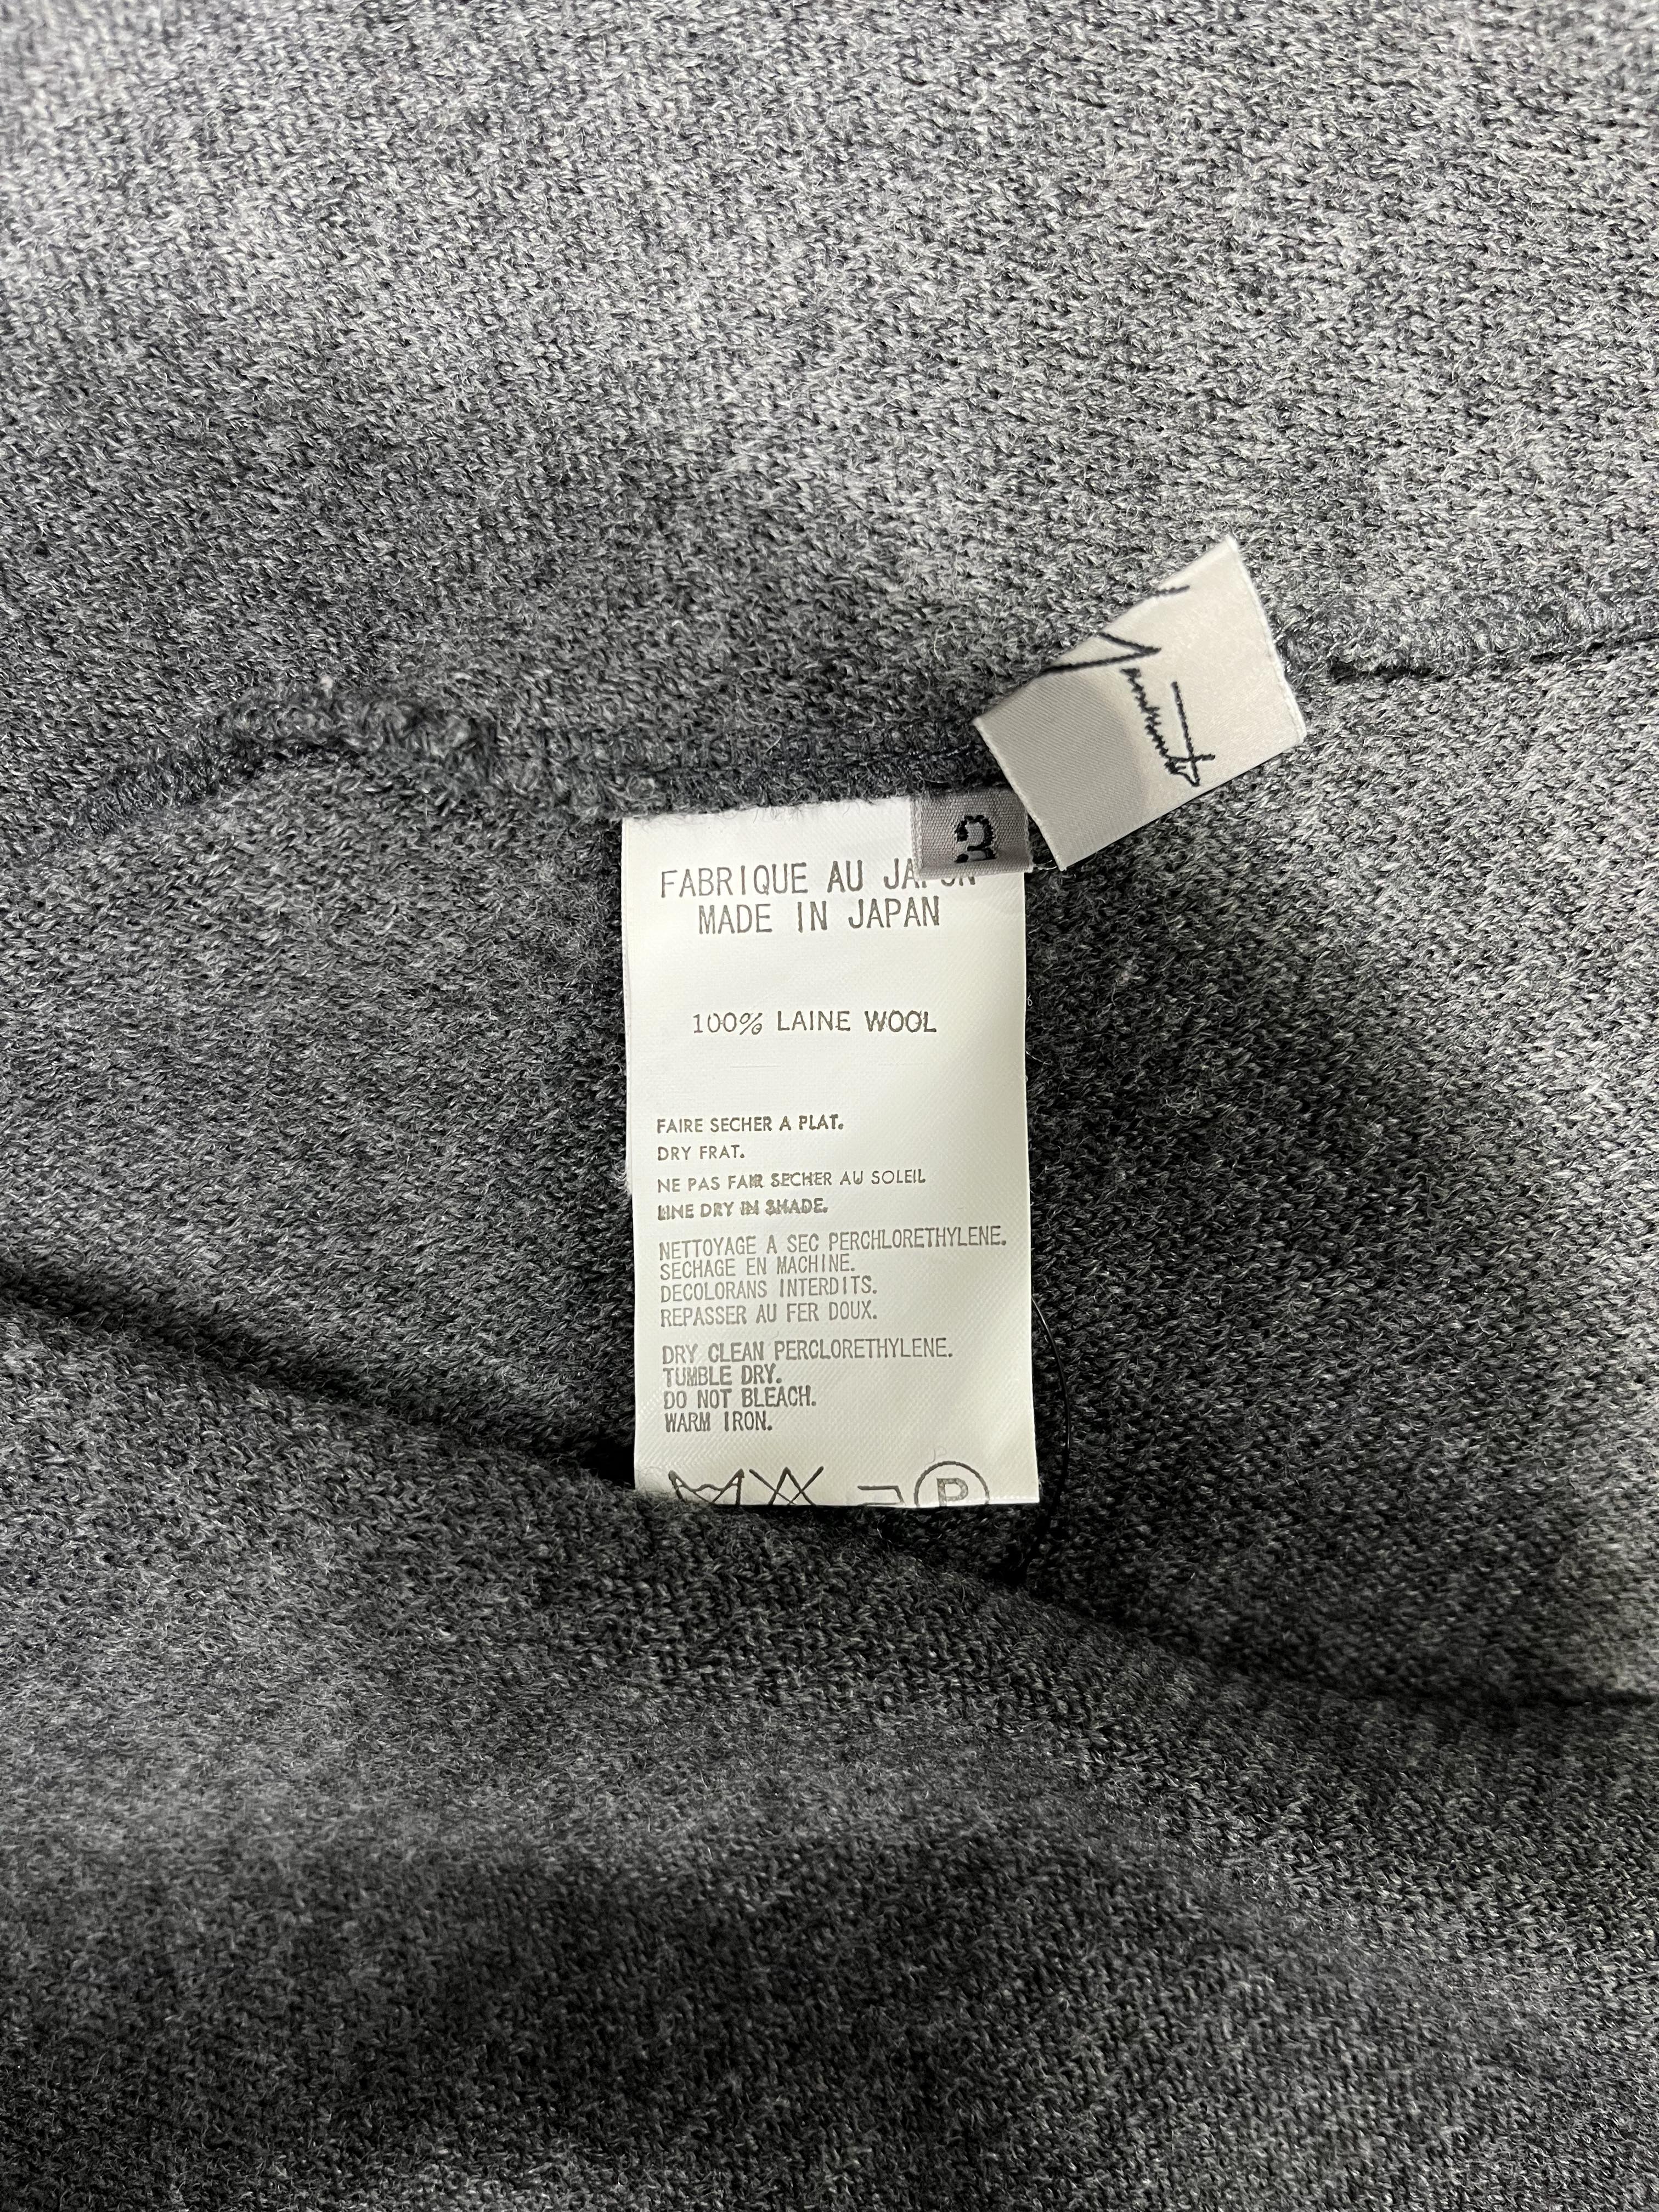 Yamamoto
3
FABRIQUE AU JAPON
MADE IN JAPAN
100% LAINE WOOL
FAIRE SECHER A PLAT.
DRY FRAT.
NE PAS FAIR SECHER AU SOLEIL
LINE DRY IN SHADE.
NETTOYAGE A SEC PERCHLORETHYLENE.
SECHAGE EN MACHINE.
DECOLORANS INTERDITS.
REPASSER AU FER DOUX.
DRY CLEAN PERCLORETHYLENE.
TUMBLE DRY.
DO NOT BLEACH.
WARM IRON.
P